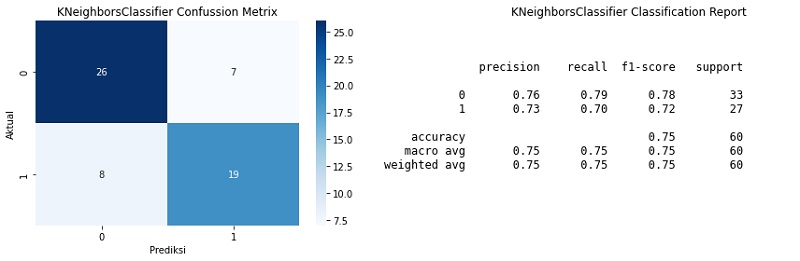 KNeighborsClassifier Confussion Metrix
26 7
8 19
0
1
Aktual
0 1
Prediksi
25.0
22.5
20.0
17.5
15.0
12.5
10.0
7.5
KNeighborsClassifier Classification Report
precision recall f1-score support
0 0.76 0.79 0.78 33
1 0.73 0.70 0.72 27
accuracy 0.75 60
macro avg 0.75 0.75 0.75 60
weighted avg 0.75 0.75 0.75 60